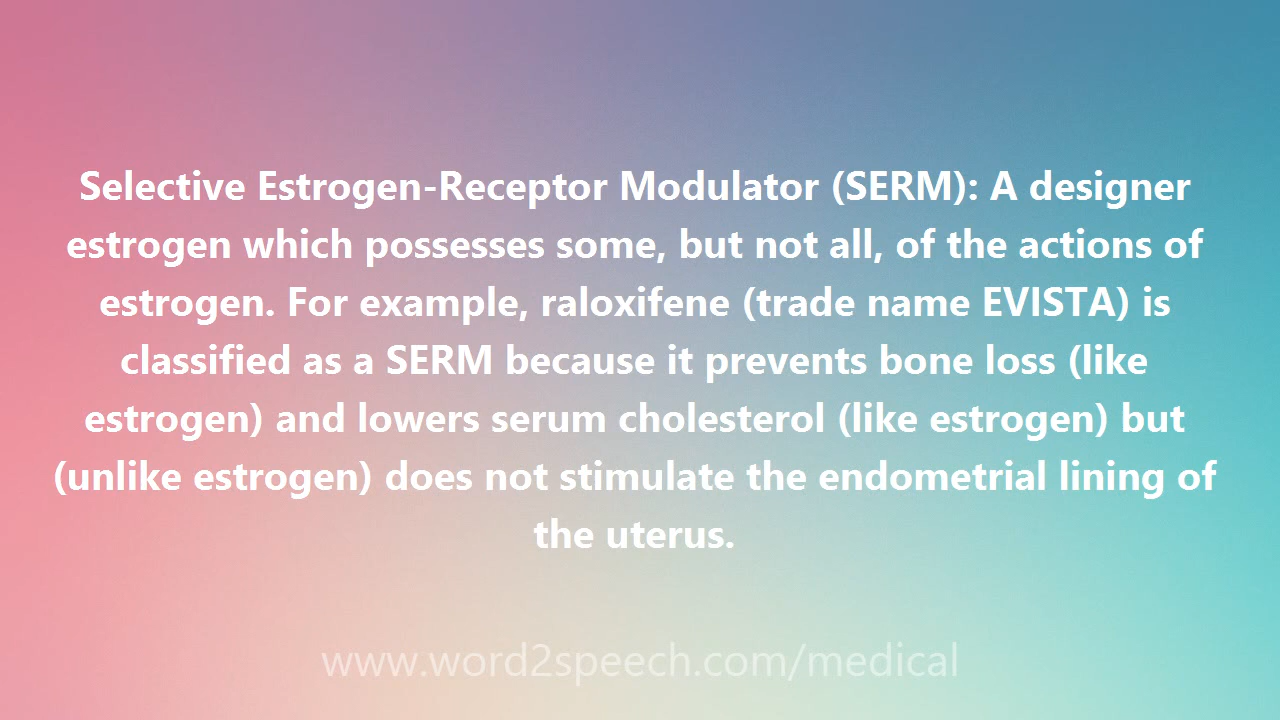 Selective Estrogen-Receptor Modulator (SERM): A designer
estrogen which possesses some, but not all, of the actions of
estrogen. For example, raloxifene (trade name EVISTA) is
classified as a SERM because it prevents bone loss (like
estrogen) and lowers serum cholesterol (like estrogen) but
(unlike estrogen) does not stimulate the endometrial lining of
the uterus.
www.word2speech.com/medical